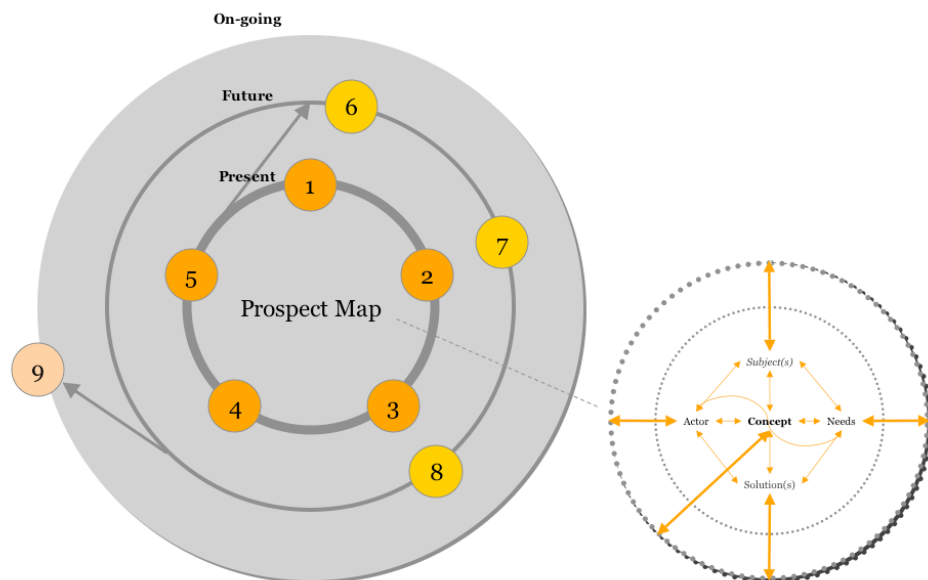 On-going
Future
6
Present
1
7
5
2
Prospect Map
9
4
3
8
Subject(s)
Actor
Concept
Needs
Solution(s)